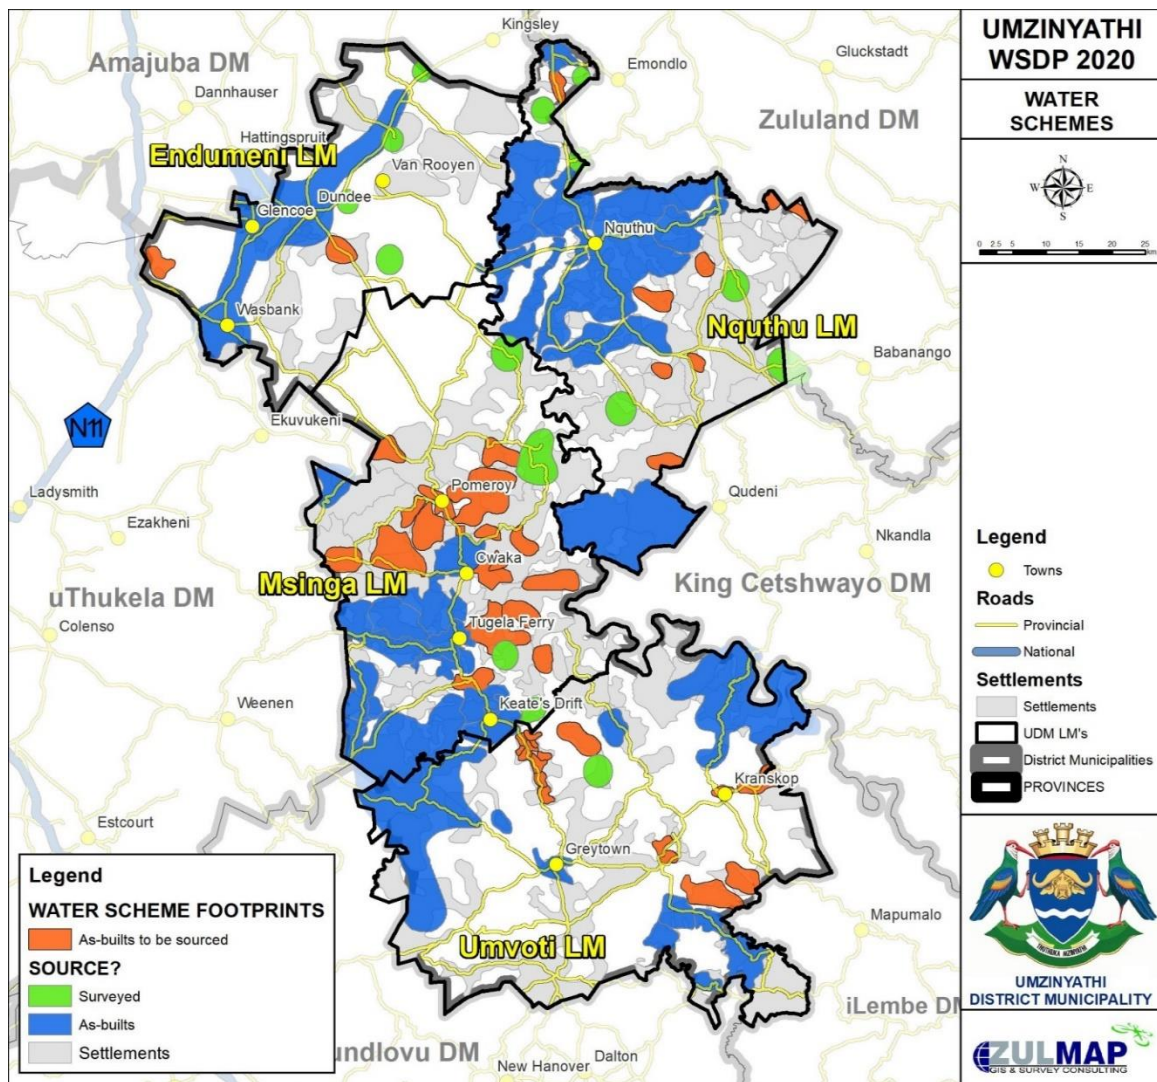 UMZINYATHI
WSDP 2020
WATER
SCHEMES
N
W E
S
0 2.5 5 10 15 20 25
km
Legend
Towns
Roads
Provincial
National
Settlements
Settlements
UDM LM's
District Municipalities
PROVINCES
UMZINYATHI
DISTRICT MUNICIPALITY
ZULMAP
GIS & SURVEY CONSULTING
Kingsley
Amajuba DM
Emondlo
Gluckstadt
Dannhauser
Zululand DM
Hattingspruit
Endumeni LM
Van Rooyen
Dundee
Glencoe
Nquthu
Wasbank
Nquthu LM
Babanango
N11
Ekuvukeni
Ladysmith
Pomeroy
Qudeni
Ezakheni
Nkandla
Cwaka
Msinga LM
King Cetshwayo DM
uThukela DM
Colenso
Tugela Ferry
Weenen
Keate's Drift
Kranskop
Estcourt
Greytown
Mapumalo
Umvoti LM
iLembe DM
undlovu DM
Dalton
New Hanover
Legend
WATER SCHEME FOOTPRINTS
As-builts to be sourced
SOURCE?
Surveyed
As-builts
Settlements